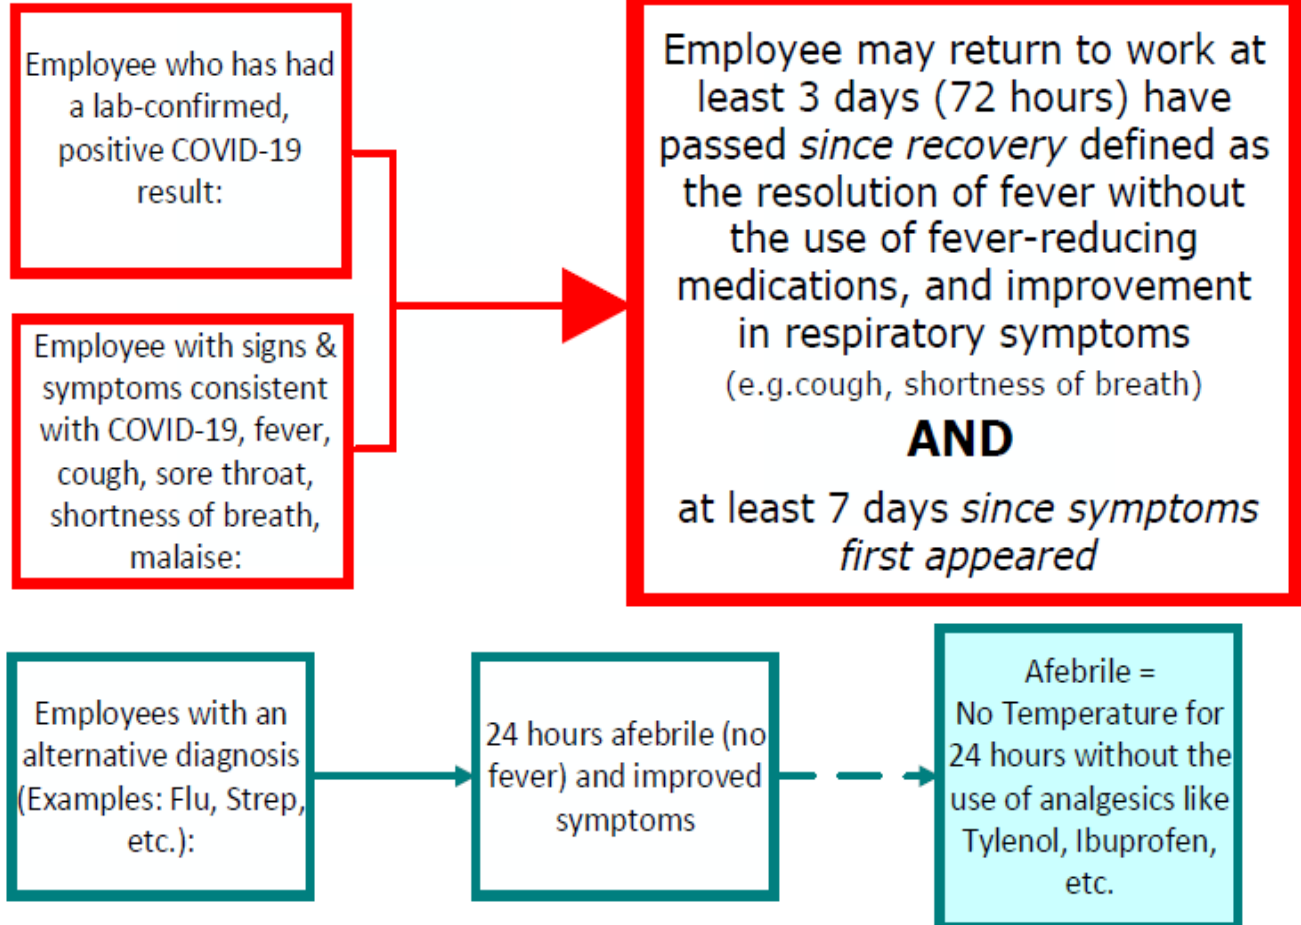 Employee who has had
a lab-confirmed,
positive COVID-19
result:
Employee with signs &
symptoms consistent
with COVID-19, fever,
cough, sore throat,
shortness of breath,
malaise:
Employee may return to work at
least 3 days (72 hours) have
passed since recovery defined as
the resolution of fever without
the use of fever-reducing
medications, and improvement
in respiratory symptoms
(e.g.cough, shortness of breath)
AND
at least 7 days since symptoms
first appeared
Employees with an
alternative diagnosis
(Examples: Flu, Strep,
etc.):
24 hours afebrile (no
fever) and improved
symptoms
Afebrile =
No Temperature for
24 hours without the
use of analgesics like
Tylenol, Ibuprofen,
etc.